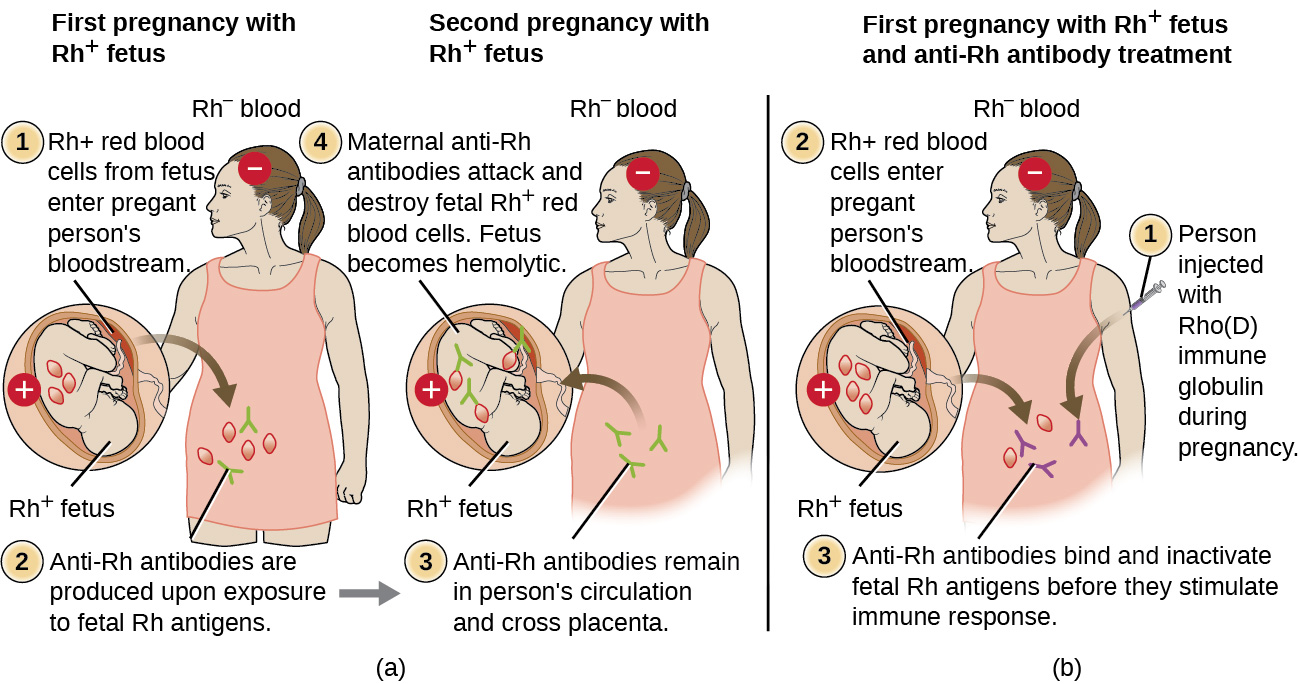 First pregnancy with
Rh⁺ fetus
Rh⁻ blood
1
Rh+ red blood
cells from fetus
enter pregant
person's
bloodstream.
+
−
Rh⁺ fetus
2
Anti-Rh antibodies are
produced upon exposure
to fetal Rh antigens.
Second pregnancy with
Rh⁺ fetus
Rh⁻ blood
4
Maternal anti-Rh
antibodies attack and
destroy fetal Rh⁺ red
blood cells. Fetus
becomes hemolytic.
−
+
Rh⁺ fetus
3
Anti-Rh antibodies remain
in person's circulation
and cross placenta.
(a)
First pregnancy with Rh⁺ fetus
and anti-Rh antibody treatment
Rh⁻ blood
2
Rh+ red blood
cells enter
pregant
person's
bloodstream.
−
+
1
Person
injected
with
Rho(D)
immune
globulin
during
pregnancy.
Rh⁺ fetus
3
Anti-Rh antibodies bind and inactivate
fetal Rh antigens before they stimulate
immune response.
(b)